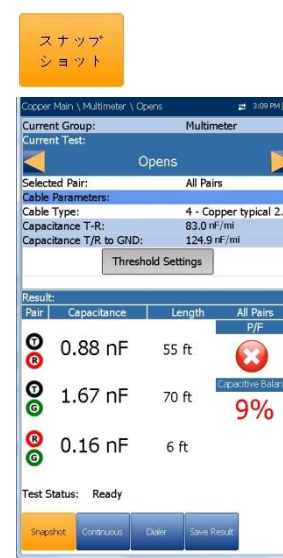 スナップ
ショット
Copper Main \ Multimeter \ Opens 3:09 PM
Current Group: Multimeter
Current Test:
Opens
Selected Pair: All Pairs
Cable Parameters:
Cable Type: 4 - Copper typical 2.
Capacitance T-R: 83.0 nF/mi
Capacitance T/R to GND: 124.9 nF/mi
Threshold Settings
Result:
Pair Capacitance Length All Pairs
P/F
T
R
0.88 nF 55 ft
Capacitive Balan
T
G
1.67 nF 70 ft 9%
R
G
0.16 nF 6 ft
Test Status: Ready
Snapshot Continuous Dialer Save Result